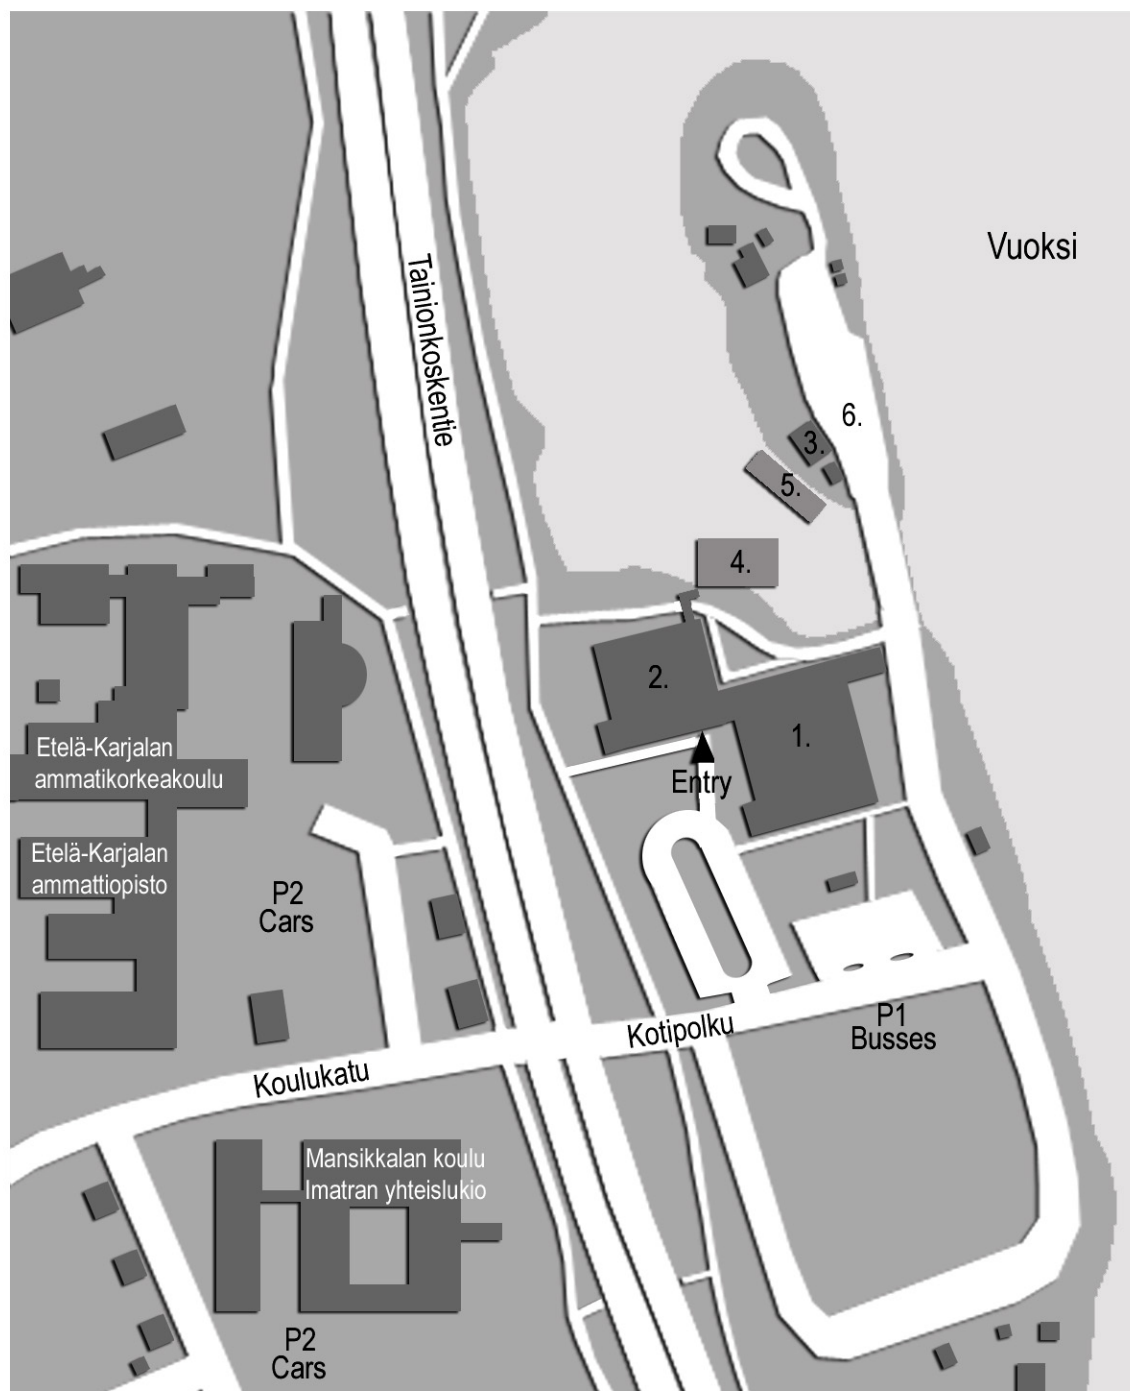 Vuoksi
Tainionkoskentie
6.
3.
5.
4.
2.
1.
Etelä-Karjalan
ammatikorkeakoulu
Entry
Etelä-Karjalan
ammattiopisto
P2
Cars
P1
Busses
Kotipolku
Koulukatu
Mansikkalan koulu
Imatran yhteislukio
P2
Cars